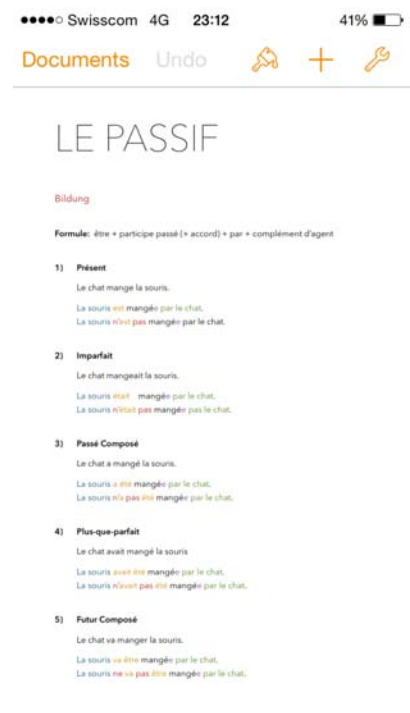 Swisscom 4G 23:12 41%
Documents Undo
LE PASSIF
Bildung
Formule: être + participe passé (+ accord) + par + complément d'agent
1) Présent
Le chat mange la souris.
La souris est mangée par le chat.
La souris n'est pas mangée par le chat.
2) Imparfait
Le chat mangeait la souris.
La souris était mangée par le chat.
La souris n'était pas mangée pas le chat.
3) Passé Composé
Le chat a mangé la souris.
La souris a été mangée par le chat.
La souris n'a pas été mangée par le chat.
4) Plus-que-parfait
Le chat avait mangé la souris
La souris avait été mangée par le chat.
La souris n'avait pas été mangée par le chat.
5) Futur Composé
Le chat va manger la souris.
La souris va être mangée par le chat.
La souris ne va pas être mangée par le chat.